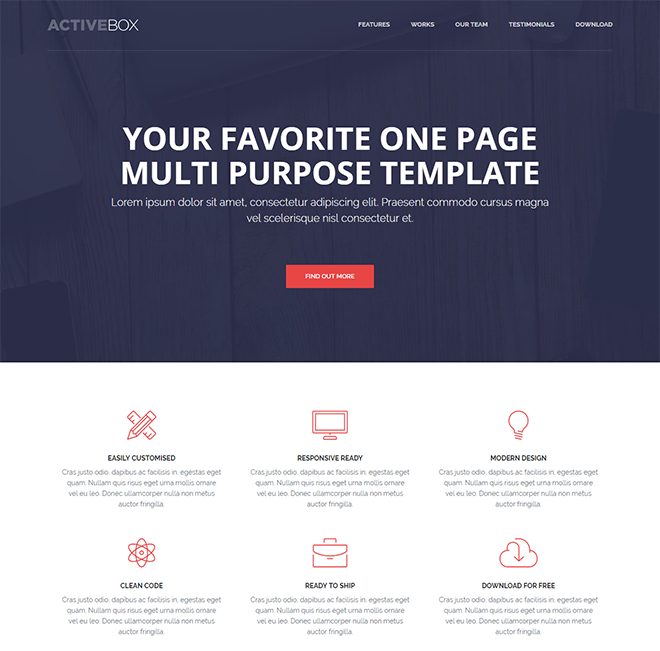 ACTIVEBOX
FEATURES WORKS OUR TEAM TESTIMONIALS DOWNLOAD
YOUR FAVORITE ONE PAGE
MULTI PURPOSE TEMPLATE
Lorem ipsum dolor sit amet, consectetur adipiscing elit. Praesent commodo cursus magna
vel scelerisque nisl consectetur et.
FIND OUT MORE
EASILY CUSTOMISED
Cras justo odio, dapibus ac facilisis in, egestas eget
quam. Nullam quis risus eget urna mollis ornare
vel eu leo. Donec ullamcorper nulla non metus
auctor fringilla.
RESPONSIVE READY
Cras justo odio, dapibus ac facilisis in, egestas eget
quam. Nullam quis risus eget urna mollis ornare
vel eu leo. Donec ullamcorper nulla non metus
auctor fringilla.
MODERN DESIGN
Cras justo odio, dapibus ac facilisis in, egestas eget
quam. Nullam quis risus eget urna mollis ornare
vel eu leo. Donec ullamcorper nulla non metus
auctor fringilla.
CLEAN CODE
Cras justo odio, dapibus ac facilisis in, egestas eget
quam. Nullam quis risus eget urna mollis ornare
vel eu leo. Donec ullamcorper nulla non metus
auctor fringilla.
READY TO SHIP
Cras justo odio, dapibus ac facilisis in, egestas eget
quam. Nullam quis risus eget urna mollis ornare
vel eu leo. Donec ullamcorper nulla non metus
auctor fringilla.
DOWNLOAD FOR FREE
Cras justo odio, dapibus ac facilisis in, egestas eget
quam. Nullam quis risus eget urna mollis ornare
vel eu leo. Donec ullamcorper nulla non metus
auctor fringilla.